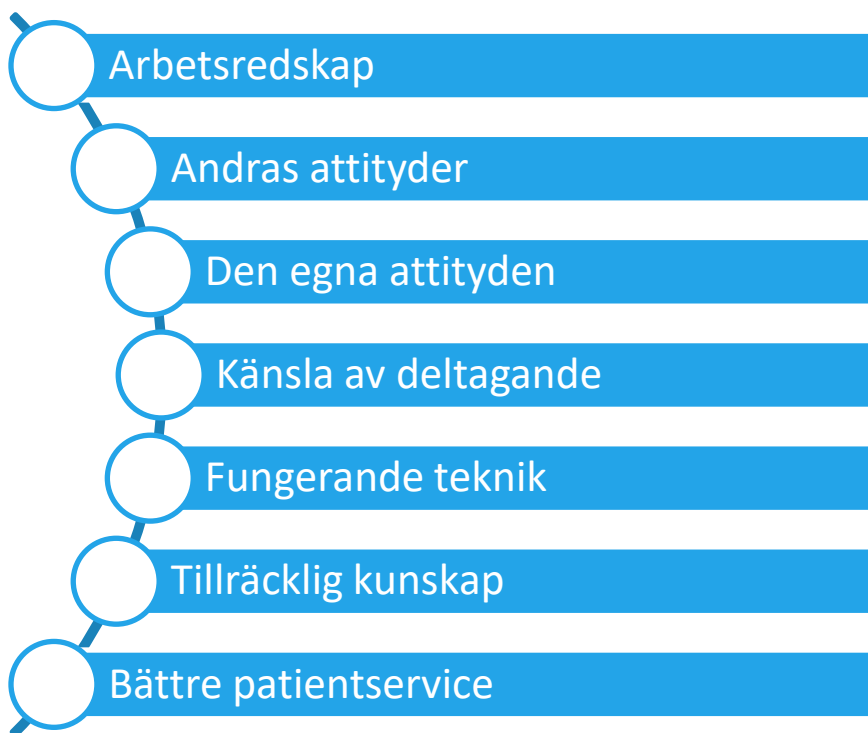 Arbetsredskap
Andras attityder
Den egna attityden
Känsla av deltagande
Fungerande teknik
Tillräcklig kunskap
Bättre patientservice